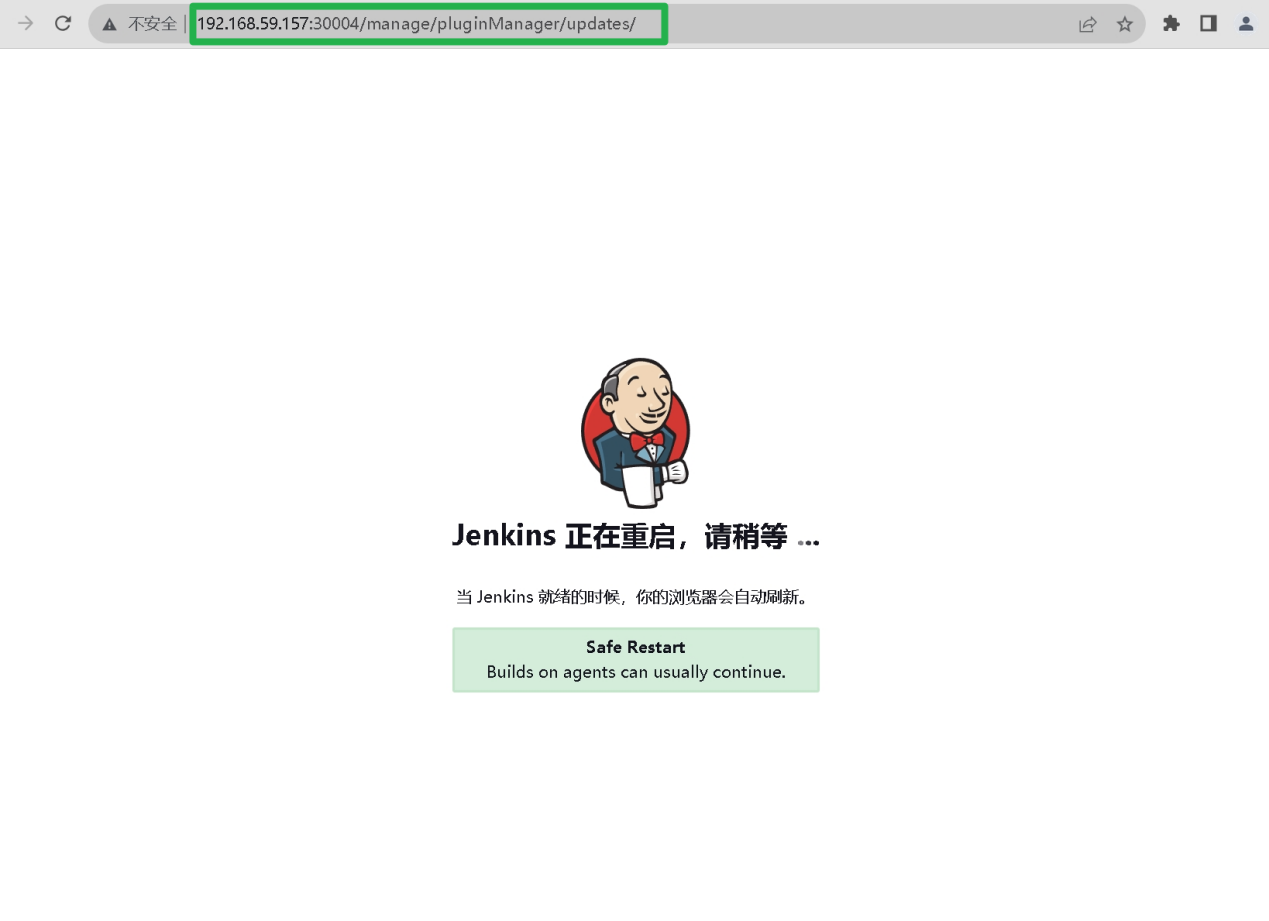 不安全 | 192.168.59.157:30004/manage/pluginManager/updates/
Jenkins 正在重启，请稍等 ...
当 Jenkins 就绪的时候，你的浏览器会自动刷新。
Safe Restart
Builds on agents can usually continue.